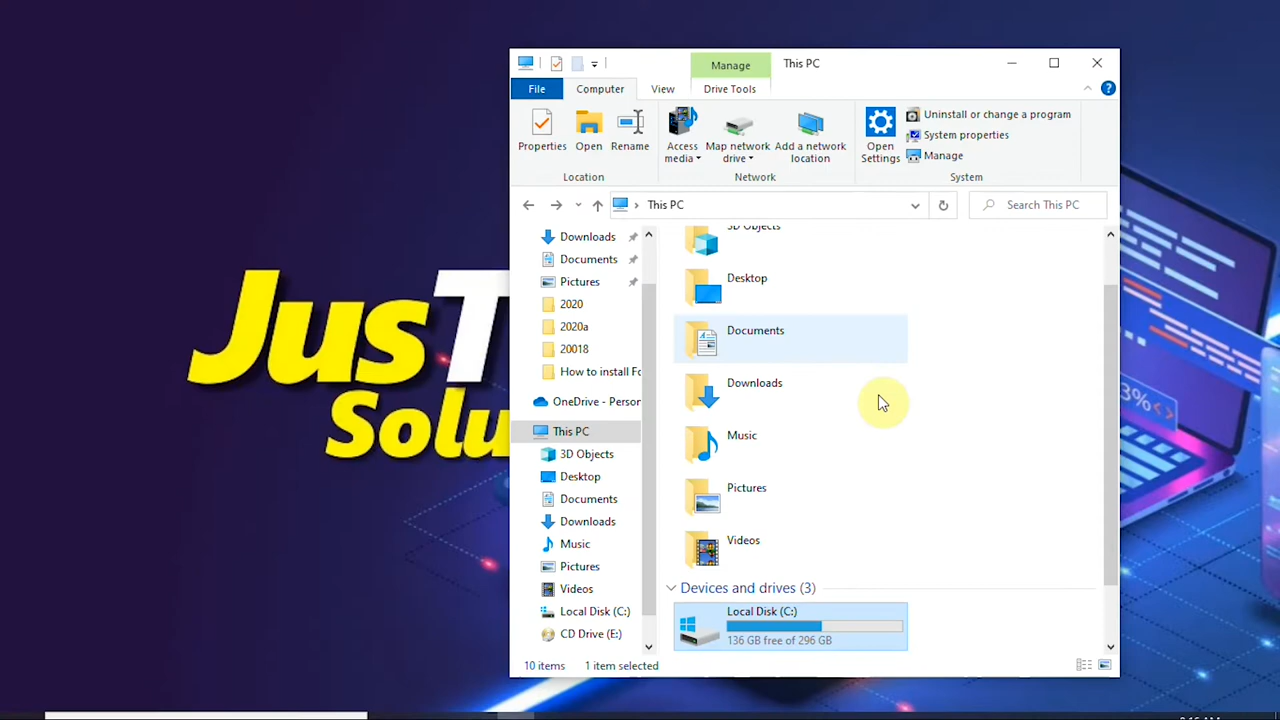 JusT
Solu
3%<>
Manage
This PC
File
Computer
View
Drive Tools
Properties
Open
Rename
Access media
Map network drive
Add a network location
Open Settings
Uninstall or change a program
System properties
Manage
Location
Network
System
This PC
Search This PC
Downloads
Documents
Pictures
2020
2020a
20018
How to install Fo
OneDrive - Person
This PC
3D Objects
Desktop
Documents
Downloads
Music
Pictures
Videos
Local Disk (C:)
CD Drive (E:)
3D Objects
Desktop
Documents
Downloads
Music
Pictures
Videos
Devices and drives (3)
Local Disk (C:)
136 GB free of 296 GB
10 items
1 item selected